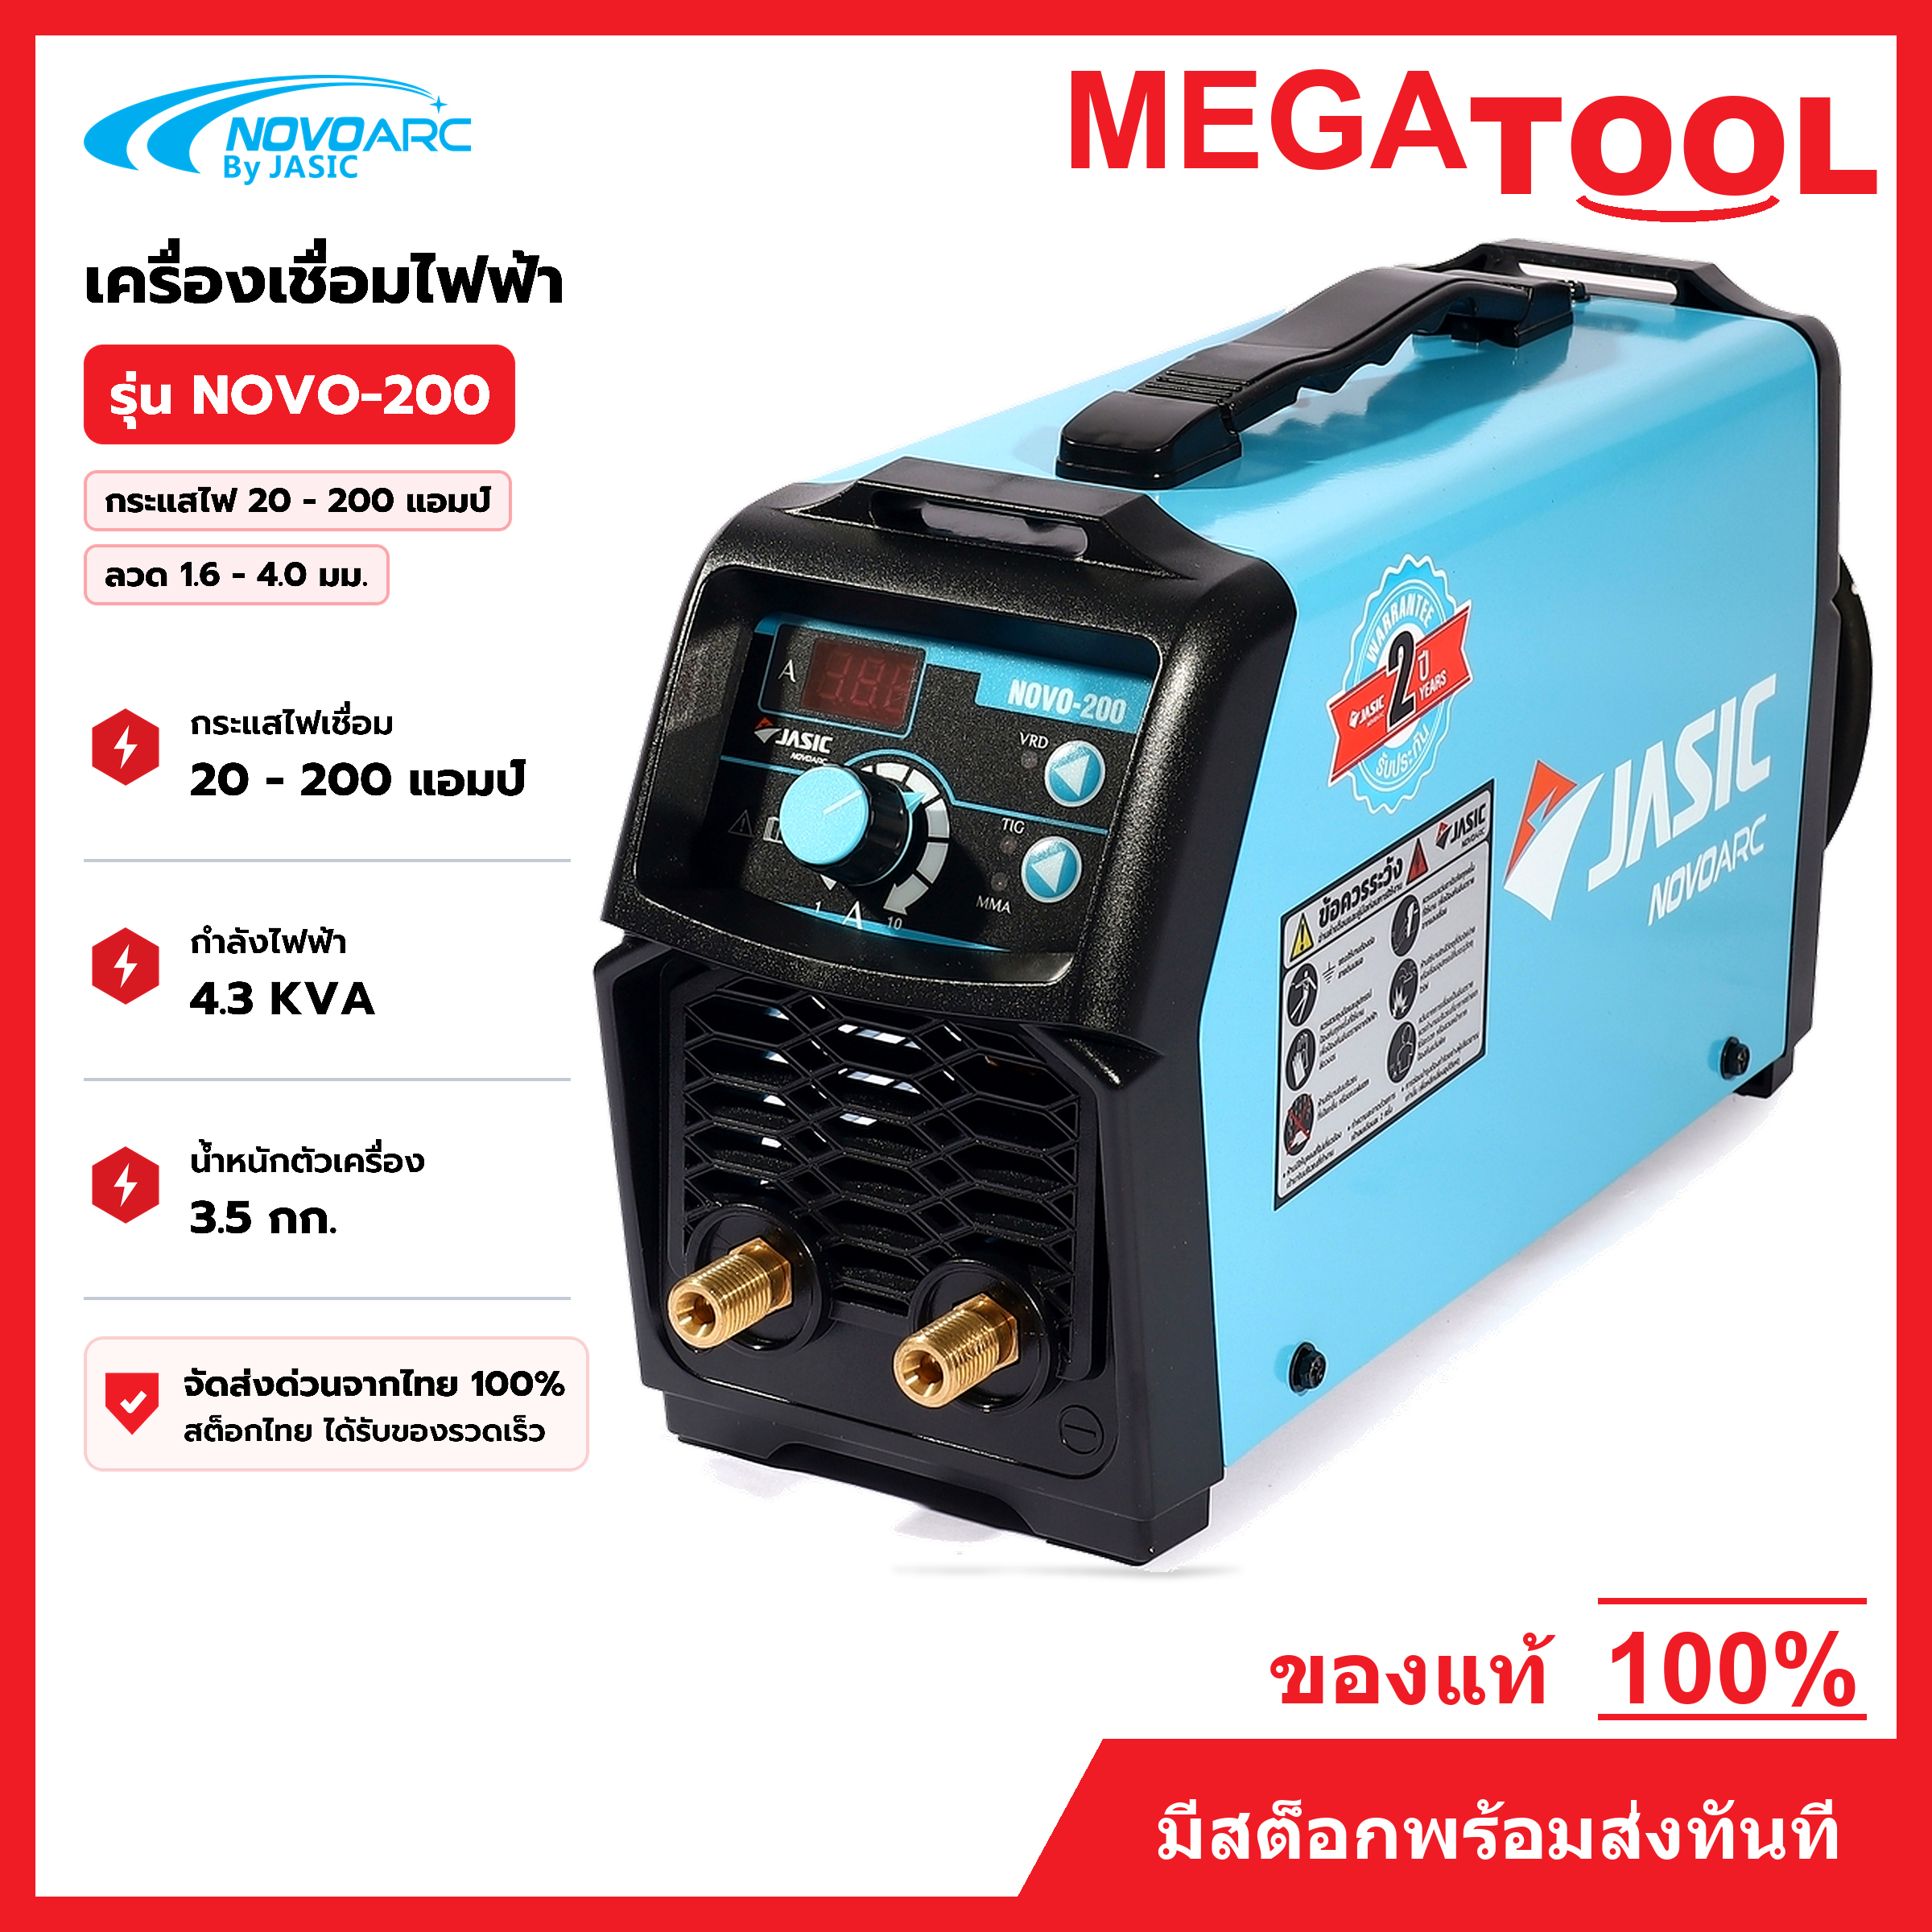 NOVOARC
By JASIC
MEGATOOL
เครื่องเชื่อมไฟฟ้า
รุ่น NOVO-200
กระแสไฟ 20 - 200 แอมป์
ลวด 1.6 - 4.0 มม.
กระแสไฟเชื่อม
20 - 200 แอมป์
กำลังไฟฟ้า
4.3 KVA
น้ำหนักตัวเครื่อง
3.5 กก.
จัดส่งด่วนจากไทย 100%
สต็อกไทย ได้รับของรวดเร็ว
A
NOVO-200
JASIC
NOVOARC
VRD
TIG
MMA
1 A 10
WARRANTEE
JASIC
2 ปี
YEARS
รับประกัน
JASIC
NOVOARC
ข้อควรระวัง
JASIC
NOVOARC
ของแท้ 100%
มีสต็อกพร้อมส่งทันที